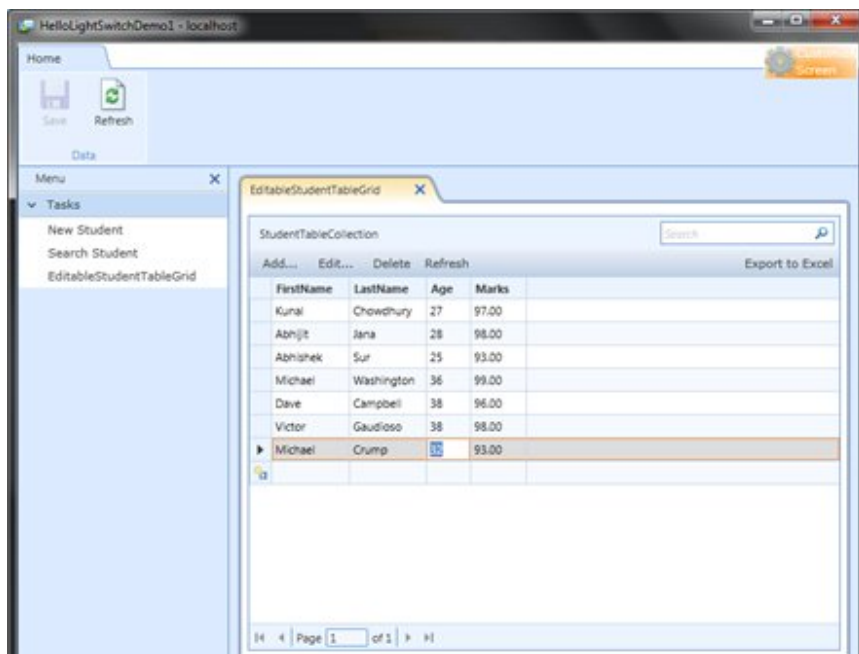 HelloLightSwitchDemo1 - localhost
Home
Screen
Save Refresh
Data
Menu
Tasks
New Student
Search Student
EditableStudentTableGrid
EditableStudentTableGrid
StudentTableCollection Search
Add... Edit... Delete Refresh Export to Excel
FirstName LastName Age Marks
Kunal Chowdhury 27 97.00
Abhijit Jana 28 98.00
Abhishek Sur 25 93.00
Michael Washington 36 99.00
Dave Campbell 38 96.00
Victor Gaudioso 38 98.00
Michael Crump 32 93.00
Page 1 of 1